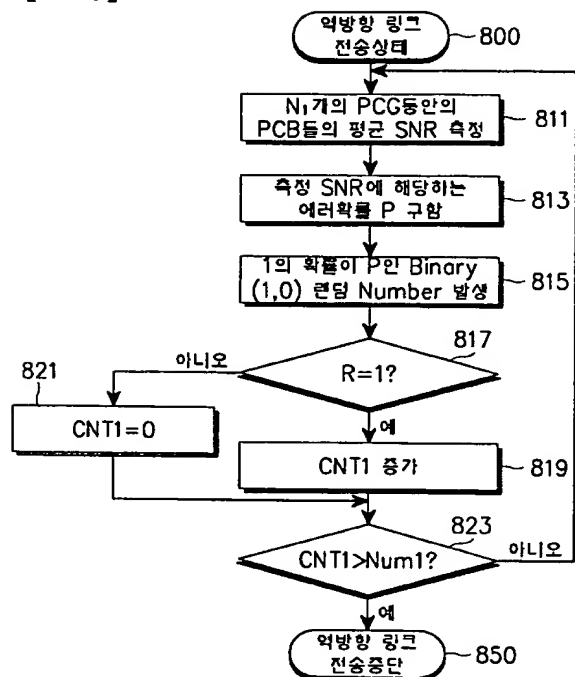 역방향 링크
전송상태
800
N₁개의 PCG동안의
PCB들의 평균 SNR 측정
811
측정 SNR에 해당하는
에러확률 P 구함
813
1의 확률이 P인 Binary
(1,0) 랜덤 Number 발생
815
817
아니오
R=1?
821
CNT1=0
예
CNT1 증가
819
823
CNT1>Num1?
아니오
예
역방향 링크
전송중단
850